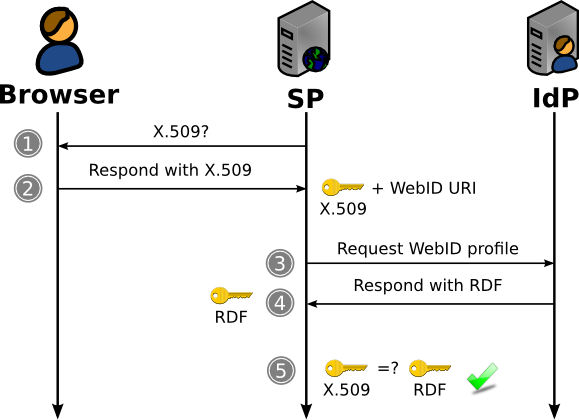 Browser
SP
IdP
1
X.509?
2
Respond with X.509
+ WebID URI
X.509
3
Request WebID profile
4
Respond with RDF
RDF
5
=?
X.509
RDF